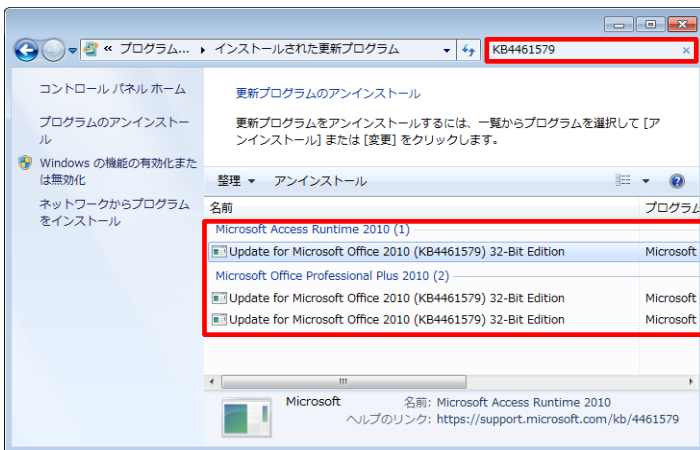 « プログラム... ▸ インストールされた更新プログラム
KB4461579
コントロール パネル ホーム
プログラムのアンインストー
ル
Windows の機能の有効化また
は無効化
ネットワークからプログラム
をインストール
更新プログラムのアンインストール
更新プログラムをアンインストールするには、一覧からプログラムを選択して [ア
ンインストール] または [変更] をクリックします。
整理 アンインストール
名前 プログラム
Microsoft Access Runtime 2010 (1)
Update for Microsoft Office 2010 (KB4461579) 32-Bit Edition Microsoft
Microsoft Office Professional Plus 2010 (2)
Update for Microsoft Office 2010 (KB4461579) 32-Bit Edition Microsoft
Update for Microsoft Office 2010 (KB4461579) 32-Bit Edition Microsoft
Microsoft 名前: Microsoft Access Runtime 2010
ヘルプのリンク: https://support.microsoft.com/kb/4461579